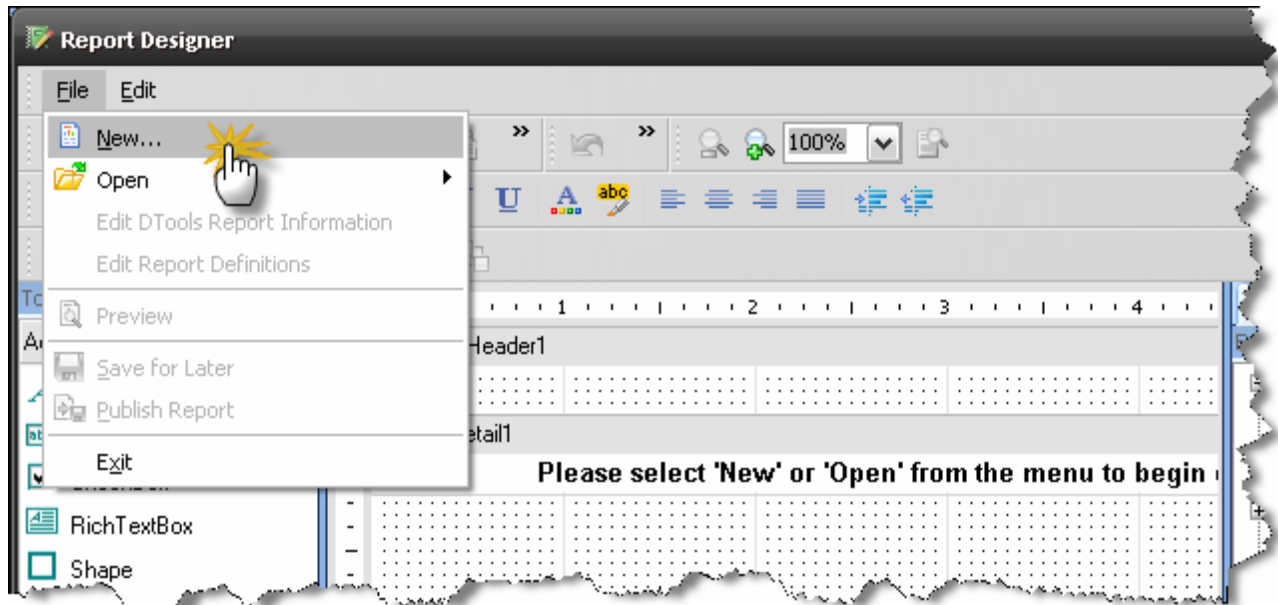 Report Designer
File Edit
New...
» » 100%
Open
U A abc
Edit DTools Report Information
Edit Report Definitions
1 2 3 4
Preview
Header1
Save for Later
Publish Report
etail1
Exit
Please select 'New' or 'Open' from the menu to begin
RichTextBox
Shape